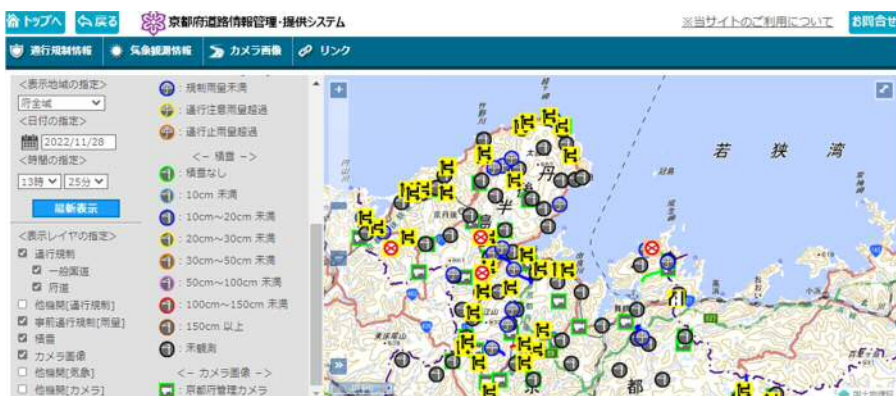 トップヘ
戻る
京都府道路情報管理・提供システム
※当サイトのご利用について
お問合せ
通行規制情報
気象観測情報
カメラ画像
リンク
<表示地域の指定>
府全域
<日付の指定>
2022/11/28
<時間の指定>
13時
25分
最新表示
<表示レイヤの指定>
通行規制
一般国道
府道
他機関[通行規制]
事前通行規制[雨量]
積雪
カメラ画像
他機関[気象]
他機関[カメラ]
:規制雨量未満
:通行注意雨量超過
:通行止雨量超過
<- 積雪 ->
:積雪なし
:10cm 未満
:10cm~20cm 未満
:20cm~30cm 未満
:30cm~50cm 未満
:50cm~100cm 未満
:100cm~150cm 未満
:150cm 以上
:未観測
<- カメラ画像 ->
:京都府管理カメラ
若狭湾
丹
半
島
京
都